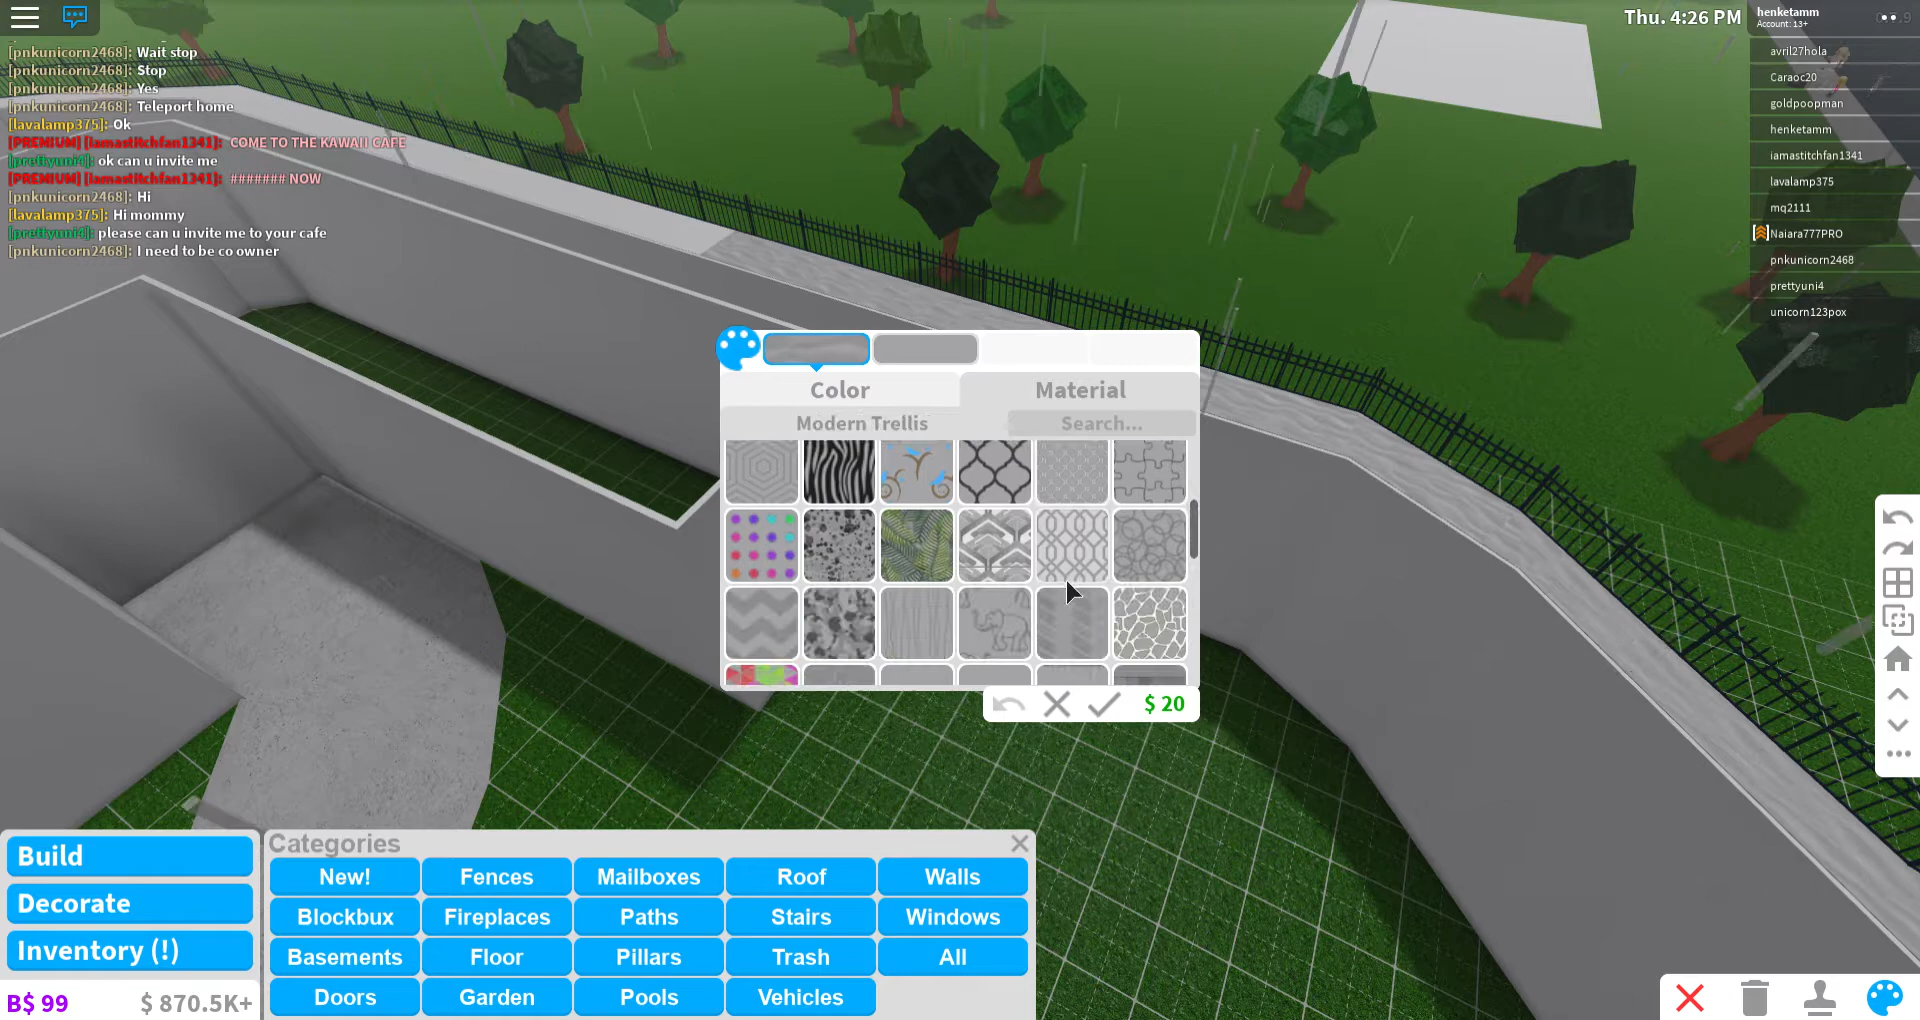 Thu. 4:26 PM
henketamm
Account: 13+
[pnkunicorn2468]: Wait stop
[pnkunicorn2468]: Stop
[pnkunicorn2468]: Yes
[pnkunicorn2468]: Teleport home
[lavalamp375]: Ok
[PREMIUM] [iamastitchfan1341]: COME TO THE KAWAII CAFE
[prettyuni4]: ok can u invite me
[PREMIUM] [iamastitchfan1341]: ####### NOW
[pnkunicorn2468]: Hi
[lavalamp375]: Hi mommy
[prettyuni4]: please can u invite me to your cafe
[pnkunicorn2468]: I need to be co owner
avril27hola
Caraoc20
goldpoopman
henketamm
iamastitchfan1341
lavalamp375
mq2111
Naiara777PRO
pnkunicorn2468
prettyuni4
unicorn123pox
Color Material
Modern Trellis Search...
$ 20
Build
Decorate
Inventory (!)
B$ 99 $ 870.5K+
Categories
New! Fences Mailboxes Roof Walls
Blockbux Fireplaces Paths Stairs Windows
Basements Floor Pillars Trash All
Doors Garden Pools Vehicles